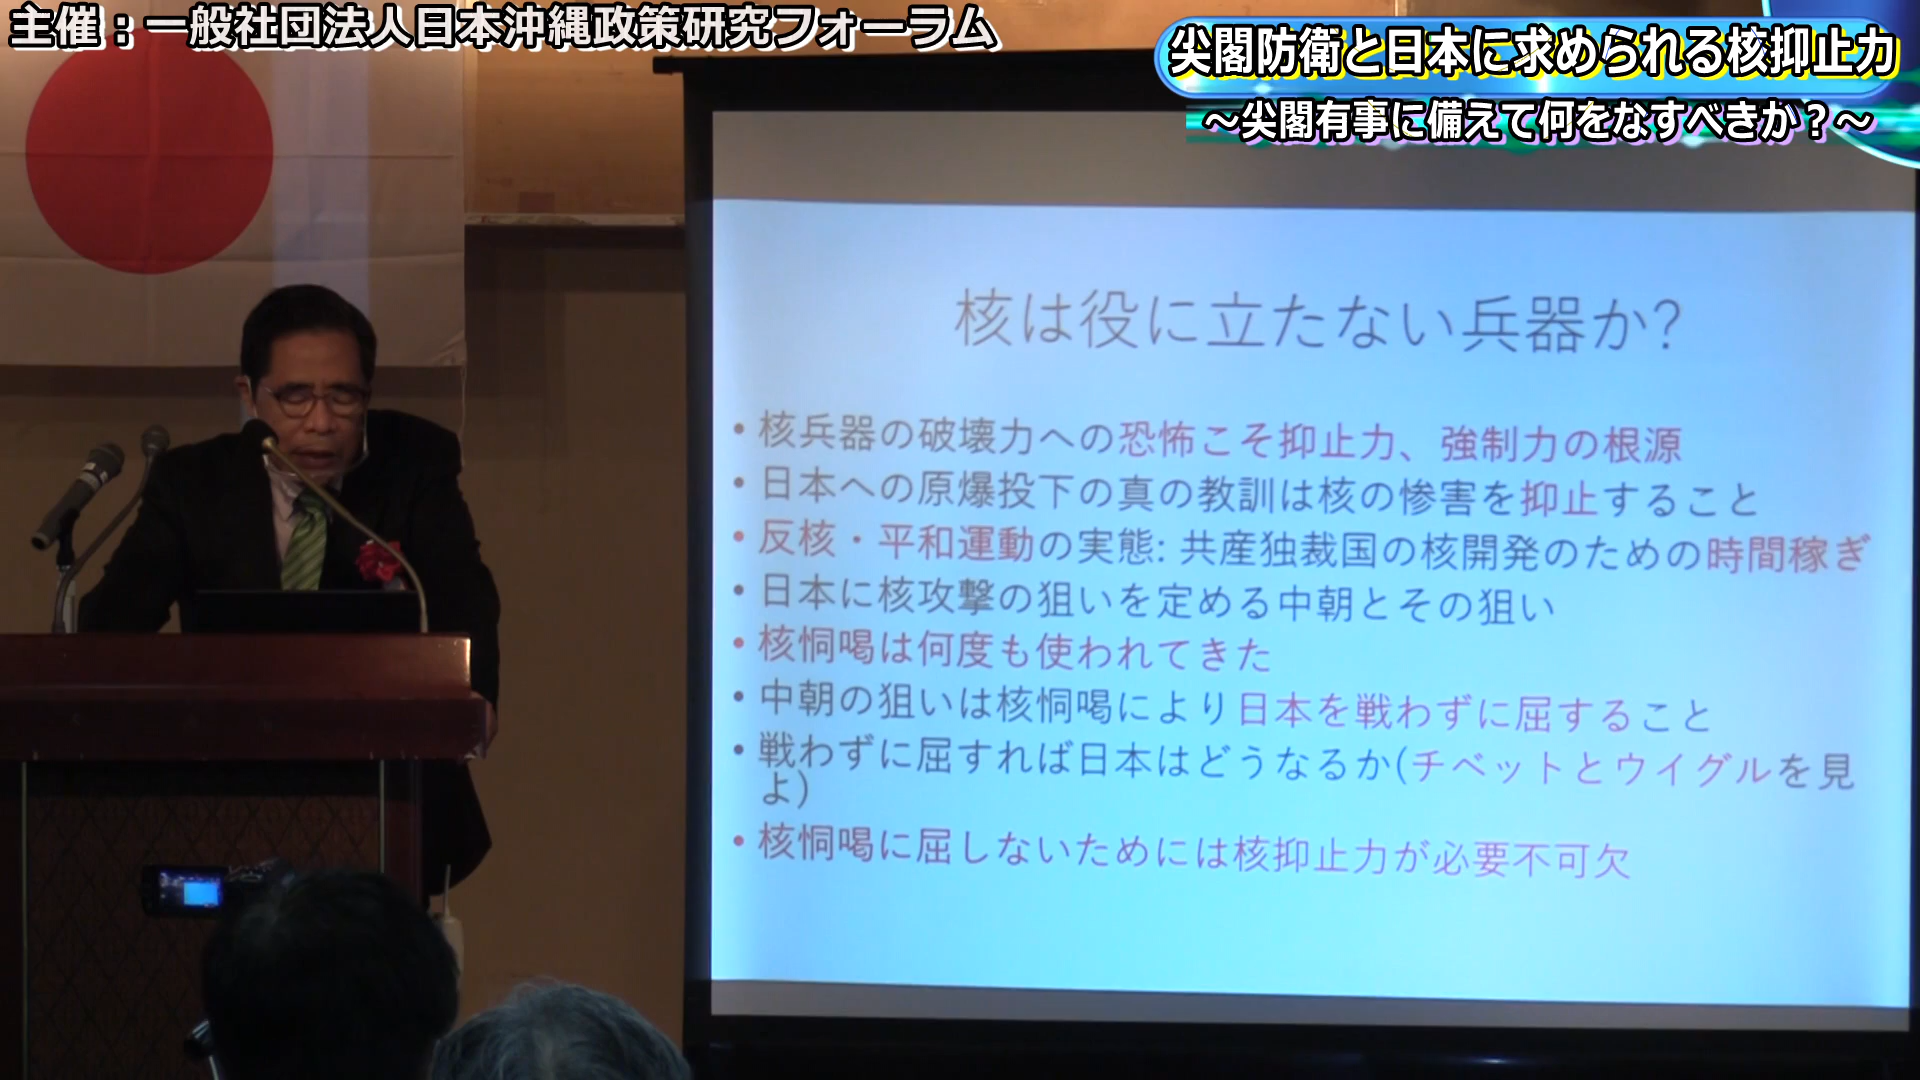 主催：一般社団法人日本沖縄政策研究フォーラム
尖閣防衛と日本に求められる核抑止力
～尖閣有事に備えて何をなすべきか？～
核は役に立たない兵器か?
・核兵器の破壊力への恐怖こそ抑止力、強制力の根源
・日本への原爆投下の真の教訓は核の惨害を抑止すること
・反核・平和運動の実態: 共産独裁国の核開発のための時間稼ぎ
・日本に核攻撃の狙いを定める中朝とその狙い
・核恫喝は何度も使われてきた
・中朝の狙いは核恫喝により日本を戦わずに屈すること
・戦わずに屈すれば日本はどうなるか(チベットとウイグルを見
よ)
・核恫喝に屈しないためには核抑止力が必要不可欠